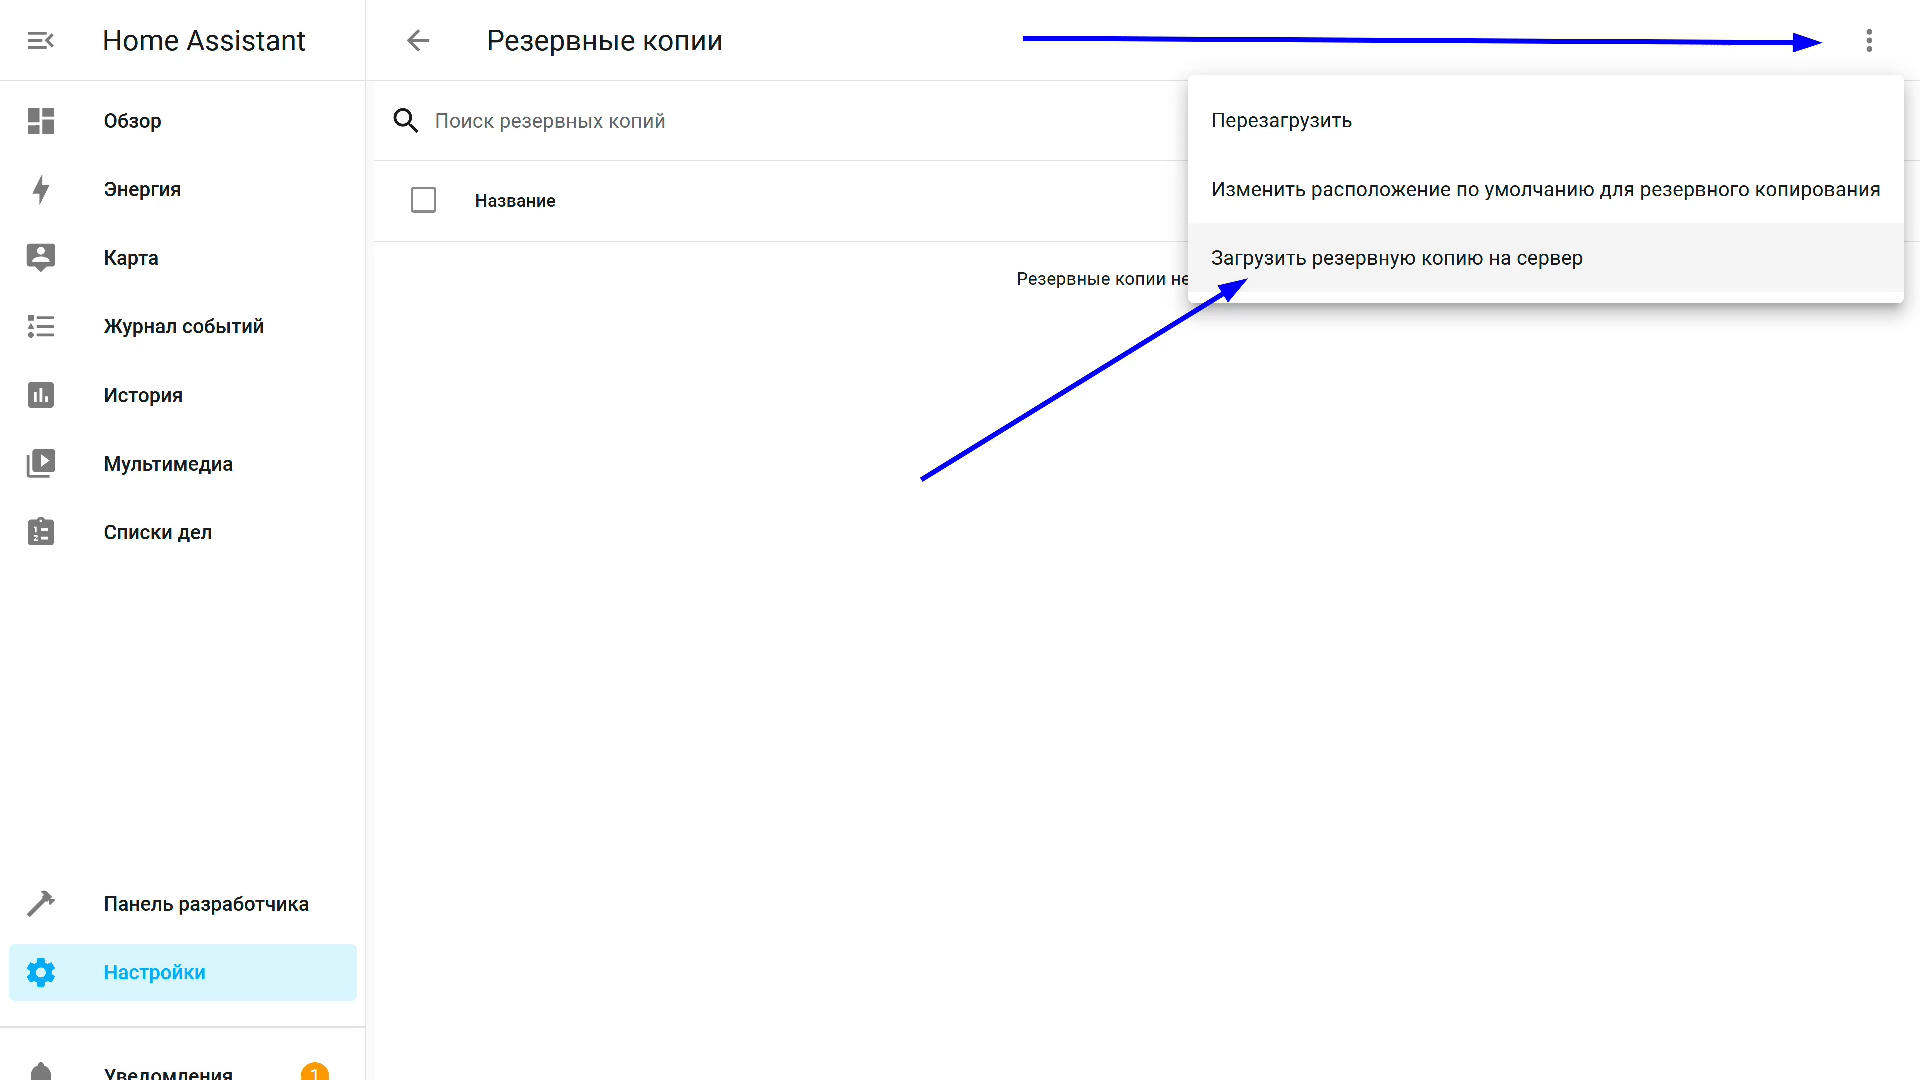 Home Assistant
Резервные копии
Обзор
Энергия
Карта
Журнал событий
История
Мультимедиа
Списки дел
Панель разработчика
Настройки
Уведомления 1
Поиск резервных копий
Название
Резервные копии не
Перезагрузить
Изменить расположение по умолчанию для резервного копирования
Загрузить резервную копию на сервер